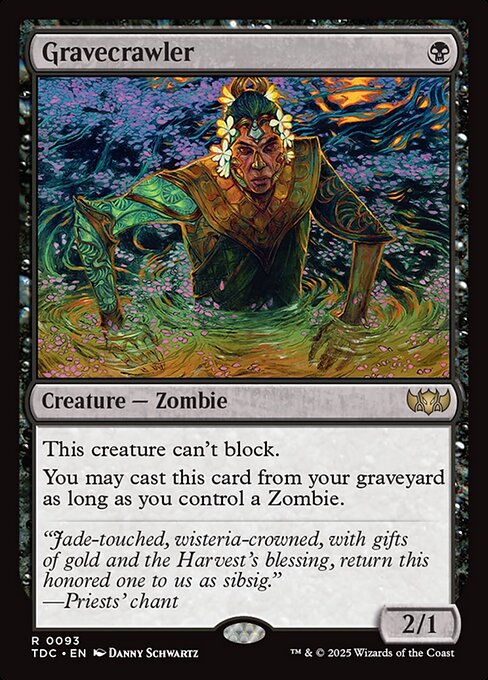 Gravecrawler
Creature — Zombie
This creature can't block.
You may cast this card from your graveyard
as long as you control a Zombie.
“Jade-touched, wisteria-crowned, with gifts
of gold and the Harvest's blessing, return this
honored one to us as sibsig.”
—Priests' chant
2/1
R 0093
TDC • EN DANNY SCHWARTZ
™ & © 2025 Wizards of the Coast